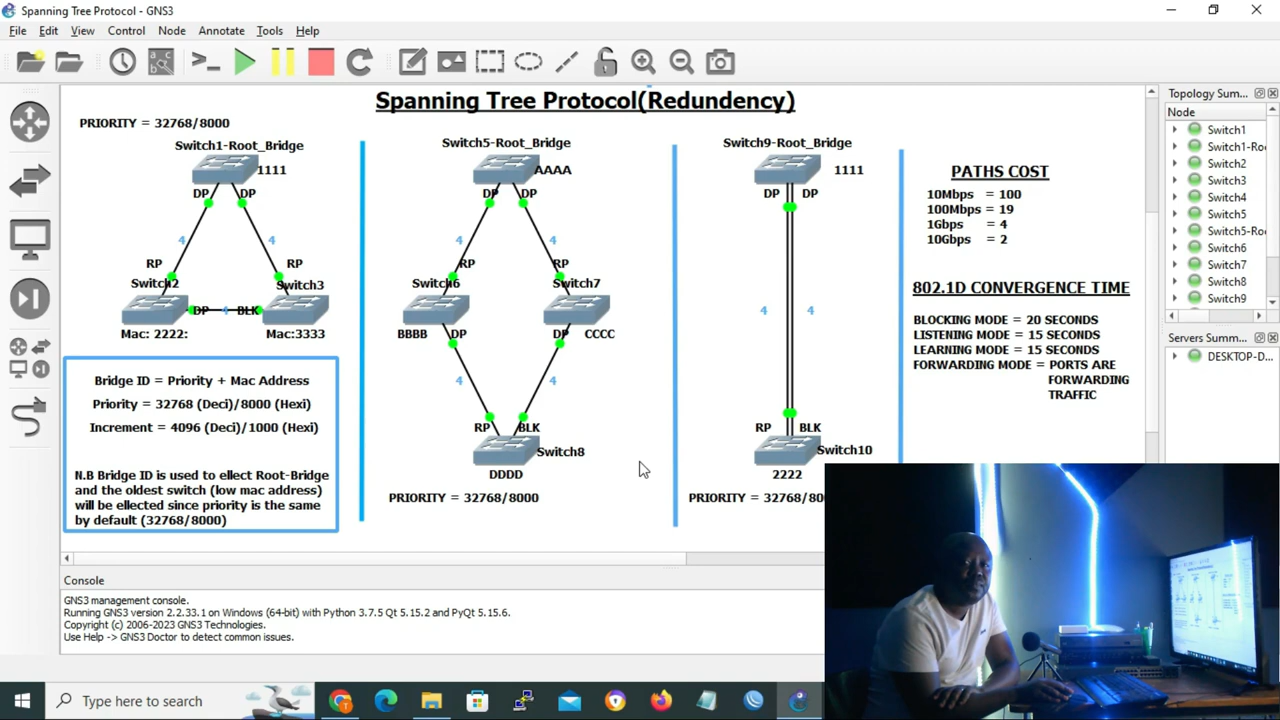 Spanning Tree Protocol - GNS3
File Edit View Control Node Annotate Tools Help
Spanning Tree Protocol(Redundency)
PRIORITY = 32768/8000
Switch1-Root_Bridge
1111
DP DP
4 4
RP RP
Switch2 Switch3
DP 4 BLK
Mac: 2222: Mac:3333
Bridge ID = Priority + Mac Address
Priority = 32768 (Deci)/8000 (Hexi)
Increment = 4096 (Deci)/1000 (Hexi)
N.B Bridge ID is used to ellect Root-Bridge
and the oldest switch (low mac address)
will be ellected since priority is the same
by default (32768/8000)
Switch5-Root_Bridge
AAAA
DP DP
4 4
RP RP
Switch6 Switch7
BBBB DP DP CCCC
4 4
RP BLK
Switch8
DDDD
PRIORITY = 32768/8000
Switch9-Root_Bridge
1111
DP DP
4 4
RP BLK
Switch10
2222
PRIORITY = 32768/80
PATHS COST
10Mbps = 100
100Mbps = 19
1Gbps = 4
10Gbps = 2
802.1D CONVERGENCE TIME
BLOCKING MODE = 20 SECONDS
LISTENING MODE = 15 SECONDS
LEARNING MODE = 15 SECONDS
FORWARDING MODE = PORTS ARE
FORWARDING
TRAFFIC
Topology Sum...
Node
Switch1
Switch1-Ro
Switch2
Switch3
Switch4
Switch5
Switch5-Ro
Switch6
Switch7
Switch8
Switch9
Servers Summ...
DESKTOP-D
Console
GNS3 management console.
Running GNS3 version 2.2.33.1 on Windows (64-bit) with Python 3.7.5 Qt 5.15.2 and PyQt 5.15.6.
Copyright (c) 2006-2023 GNS3 Technologies.
Use Help -> GNS3 Doctor to detect common issues.
Type here to search